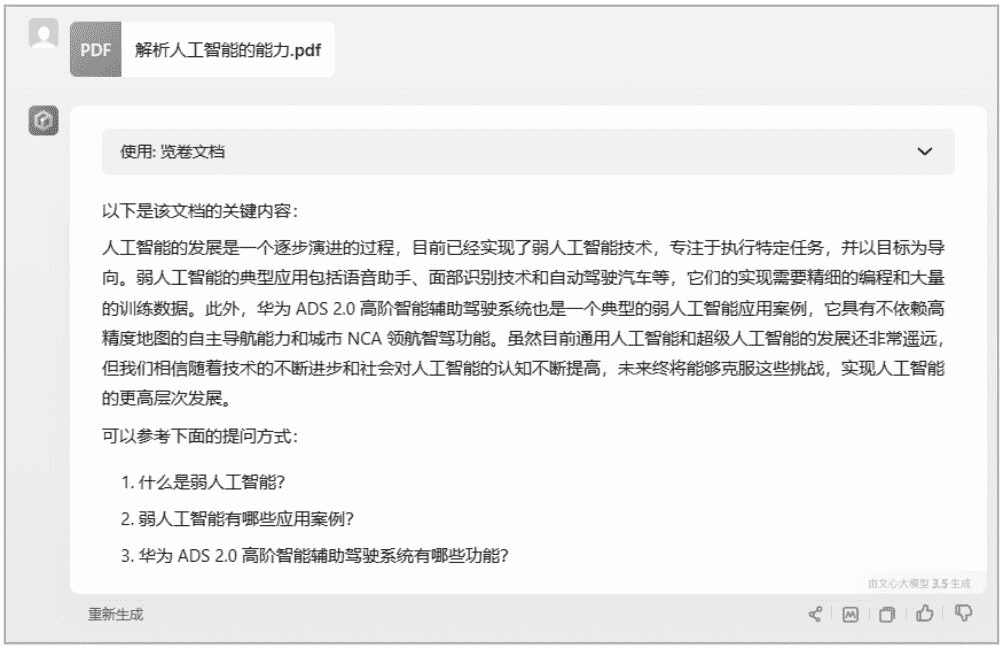 PDF 解析人工智能的能力.pdf
使用: 览卷文档
以下是该文档的关键内容：
人工智能的发展是一个逐步演进的过程，目前已经实现了弱人工智能技术，专注于执行特定任务，并以目标为导
向。弱人工智能的典型应用包括语音助手、面部识别技术和自动驾驶汽车等，它们的实现需要精细的编程和大量
的训练数据。此外，华为 ADS 2.0 高阶智能辅助驾驶系统也是一个典型的弱人工智能应用案例，它具有不依赖高
精度地图的自主导航能力和城市 NCA 领航智驾功能。虽然目前通用人工智能和超级人工智能的发展还非常遥远，
但我们相信随着技术的不断进步和社会对人工智能的认知不断提高，未来终将能够克服这些挑战，实现人工智能
的更高层次发展。
可以参考下面的提问方式：
1. 什么是弱人工智能？
2. 弱人工智能有哪些应用案例？
3. 华为 ADS 2.0 高阶智能辅助驾驶系统有哪些功能？
由文心大模型 3.5 生成
重新生成